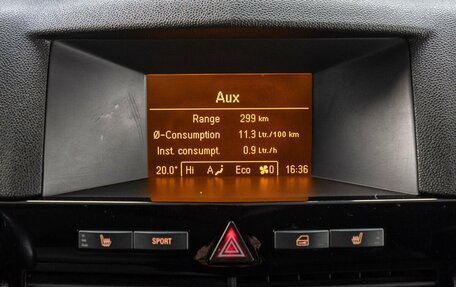 Aux
Range 299 km
Ø-Consumption 11.3 Ltr./100 km
Inst. consumpt. 0.9 Ltr./h
20.0° Hi A Eco 0 16:36
SPORT